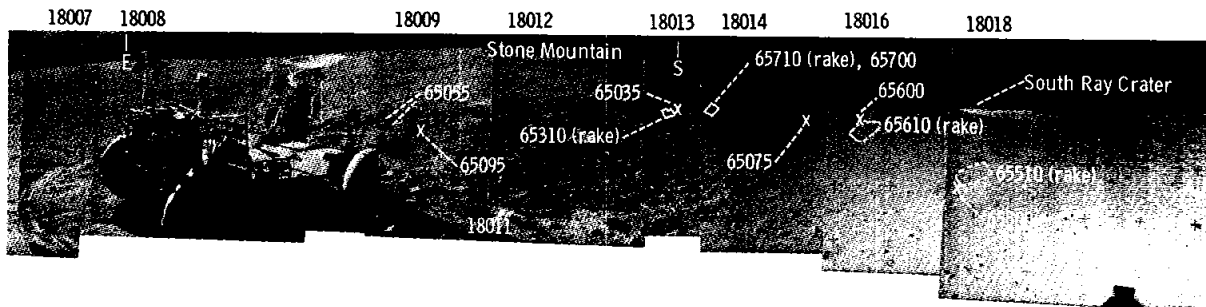 18007 18008 18009 18012 18013 18014 18016 18018
E
Stone Mountain
S
65710 (rake), 65700
65055
65035
65600
South Ray Crater
65310 (rake)
65610 (rake)
65095
65075
65510 (rake)
18011